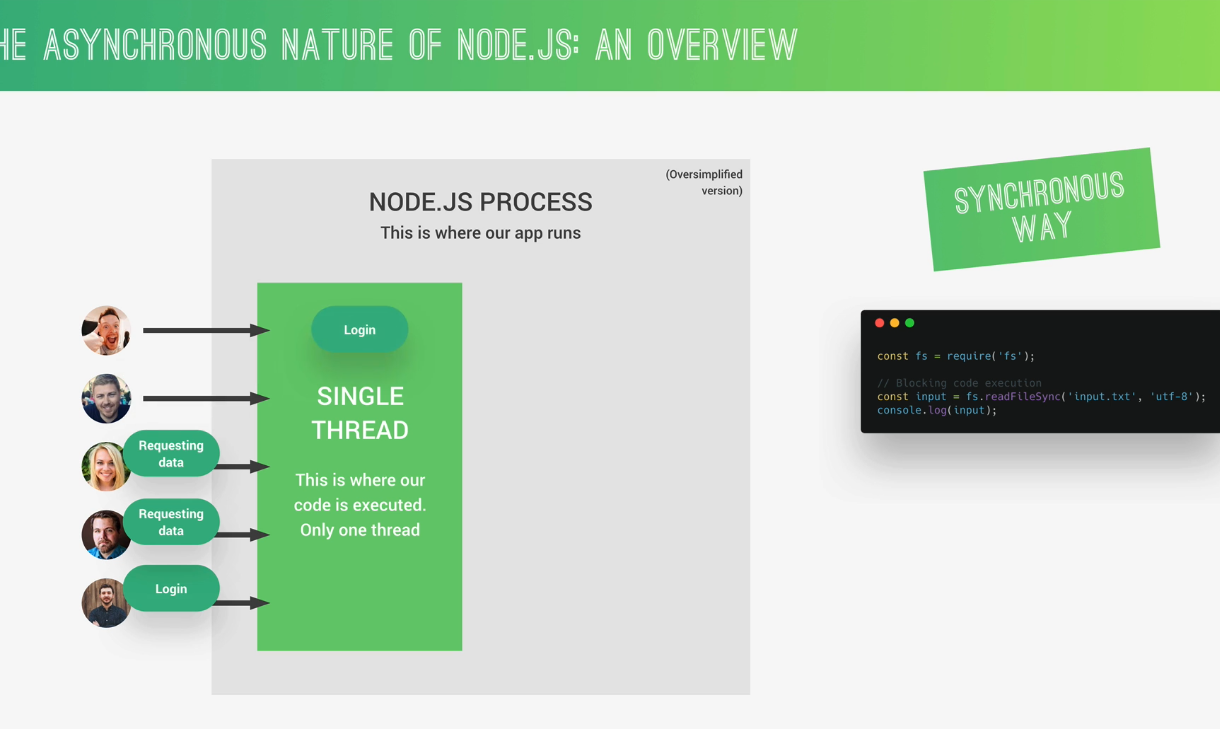 HE ASYNCHRONOUS NATURE OF NODE.JS: AN OVERVIEW
(Oversimplified
version)
NODE.JS PROCESS
This is where our app runs
SYNCHRONOUS
WAY
Login
SINGLE
THREAD
Requesting
data
This is where our
code is executed.
Only one thread
Requesting
data
Login
const fs = require('fs');
// Blocking code execution
const input = fs.readFileSync('input.txt', 'utf-8');
console.log(input);